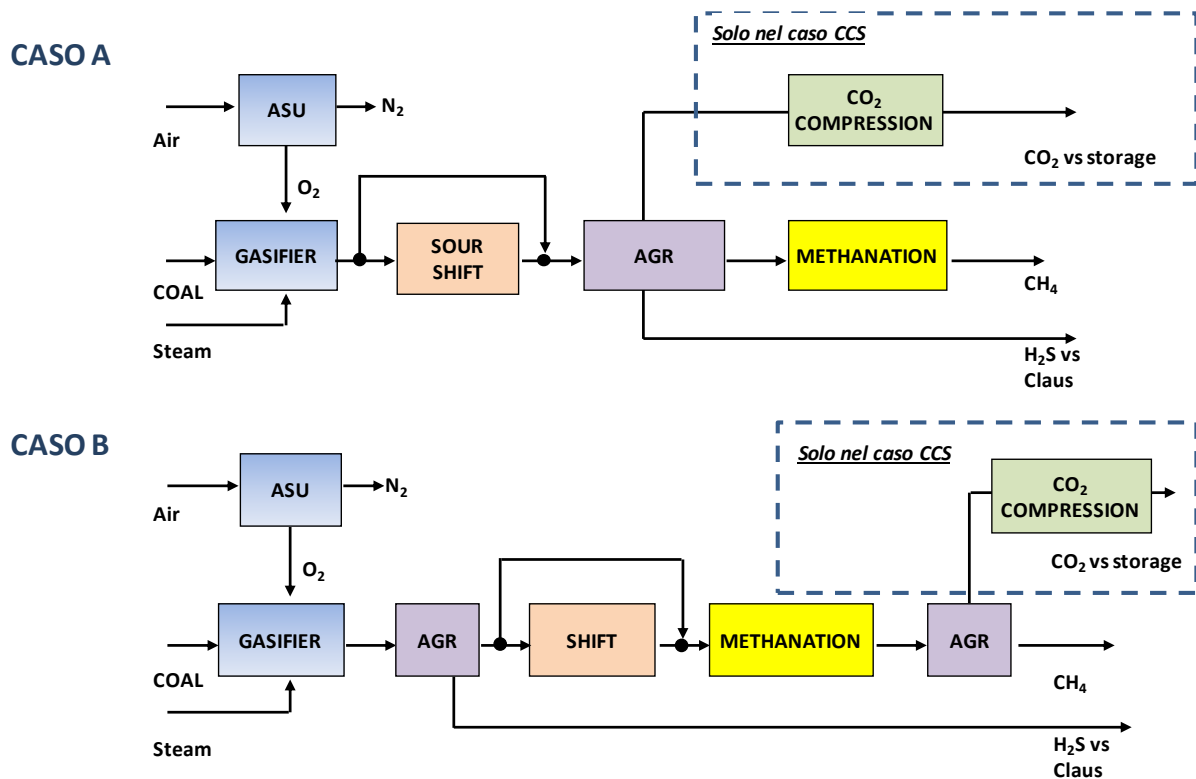 CASO A
Solo nel caso CCS
ASU
N2
CO2
COMPRESSION
Air
CO2 vs storage
O2
GASIFIER
SOUR
SHIFT
AGR
METHANATION
COAL
CH4
Steam
H2S vs
Claus
CASO B
Solo nel caso CCS
ASU
N2
CO2
COMPRESSION
Air
CO2 vs storage
O2
GASIFIER
AGR
SHIFT
METHANATION
AGR
COAL
CH4
Steam
H2S vs
Claus